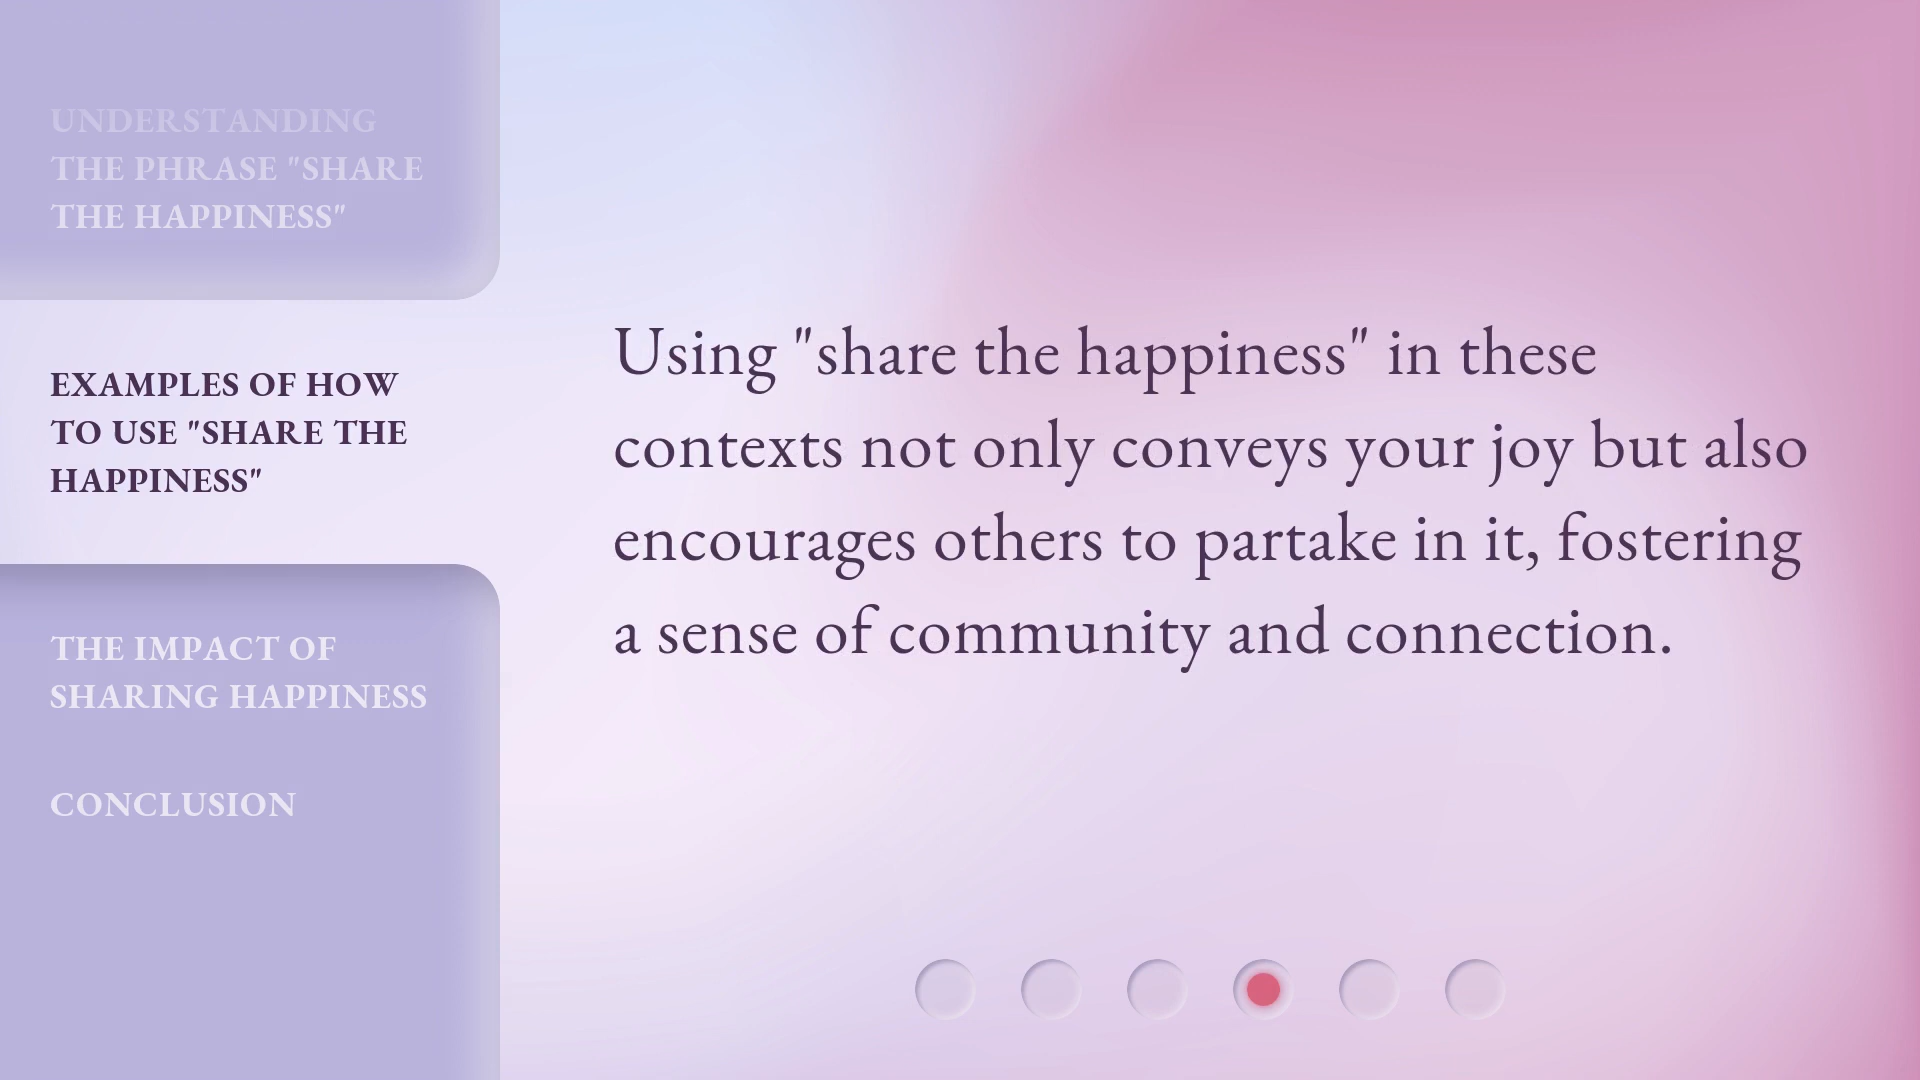 UNDERSTANDING
THE PHRASE "SHARE
THE HAPPINESS"
EXAMPLES OF HOW
TO USE "SHARE THE
HAPPINESS"
THE IMPACT OF
SHARING HAPPINESS
CONCLUSION
Using "share the happiness" in these
contexts not only conveys your joy but also
encourages others to partake in it, fostering
a sense of community and connection.